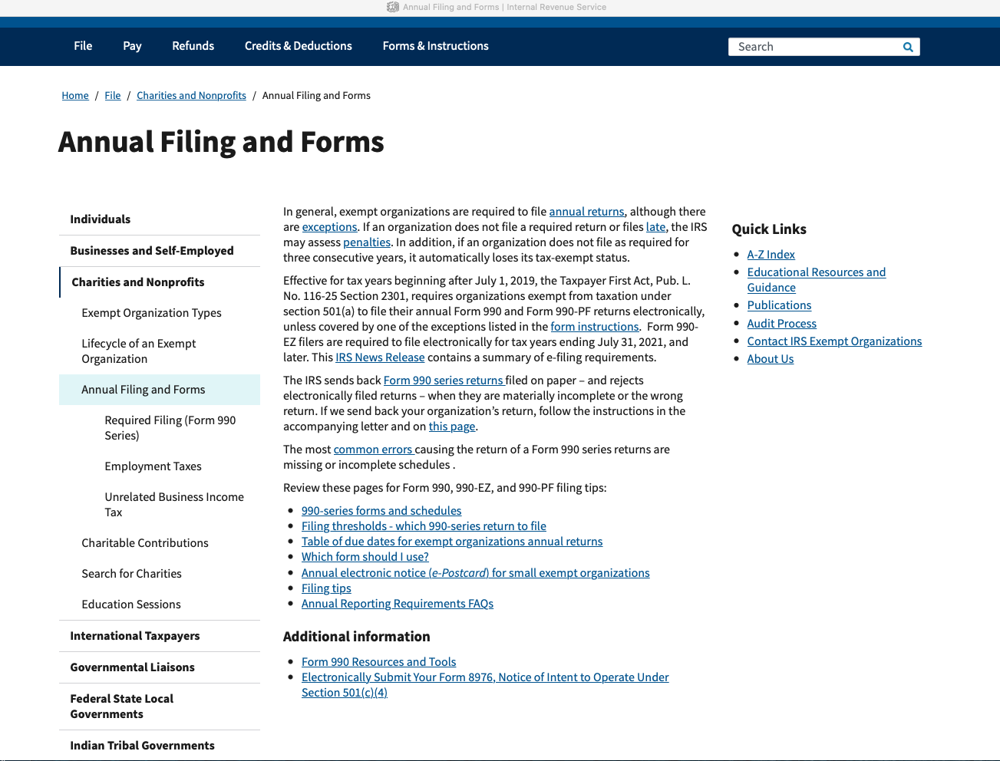 Annual Filing and Forms | Internal Revenue Service
File Pay Refunds Credits & Deductions Forms & Instructions Search
Home / File / Charities and Nonprofits / Annual Filing and Forms
Annual Filing and Forms
Individuals
Businesses and Self-Employed
Charities and Nonprofits
Exempt Organization Types
Lifecycle of an Exempt
Organization
Annual Filing and Forms
Required Filing (Form 990
Series)
Employment Taxes
Unrelated Business Income
Tax
Charitable Contributions
Search for Charities
Education Sessions
International Taxpayers
Governmental Liaisons
Federal State Local
Governments
Indian Tribal Governments
In general, exempt organizations are required to file annual returns, although there
are exceptions. If an organization does not file a required return or files late, the IRS
may assess penalties. In addition, if an organization does not file as required for
three consecutive years, it automatically loses its tax-exempt status.
Effective for tax years beginning after July 1, 2019, the Taxpayer First Act, Pub. L.
No. 116-25 Section 2301, requires organizations exempt from taxation under
section 501(a) to file their annual Form 990 and Form 990-PF returns electronically,
unless covered by one of the exceptions listed in the form instructions.  Form 990-
EZ filers are required to file electronically for tax years ending July 31, 2021, and
later. This IRS News Release contains a summary of e-filing requirements.
The IRS sends back Form 990 series returns filed on paper – and rejects
electronically filed returns – when they are materially incomplete or the wrong
return. If we send back your organization’s return, follow the instructions in the
accompanying letter and on this page.
The most common errors causing the return of a Form 990 series returns are
missing or incomplete schedules .
Review these pages for Form 990, 990-EZ, and 990-PF filing tips:
• 990-series forms and schedules
• Filing thresholds - which 990-series return to file
• Table of due dates for exempt organizations annual returns
• Which form should I use?
• Annual electronic notice (e-Postcard) for small exempt organizations
• Filing tips
• Annual Reporting Requirements FAQs
Additional information
• Form 990 Resources and Tools
• Electronically Submit Your Form 8976, Notice of Intent to Operate Under
Section 501(c)(4)
Quick Links
• A-Z Index
• Educational Resources and
Guidance
• Publications
• Audit Process
• Contact IRS Exempt Organizations
• About Us